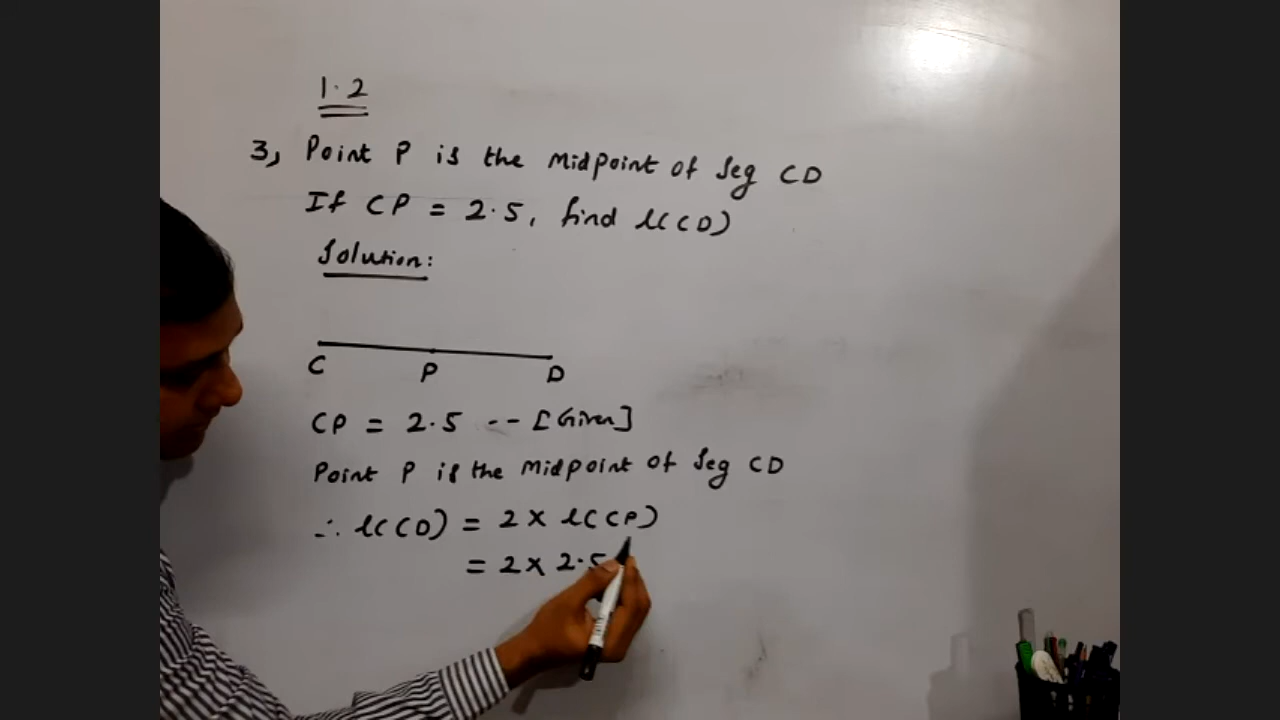 1.2
3, Point P is the Midpoint of Seg CD
If CP = 2.5, find l(CD)
Solution:
C P D
CP = 2.5 -- [Given]
Point P is the Midpoint of Seg CD
∴ l(CD) = 2 × l(CP)
= 2 × 2.5